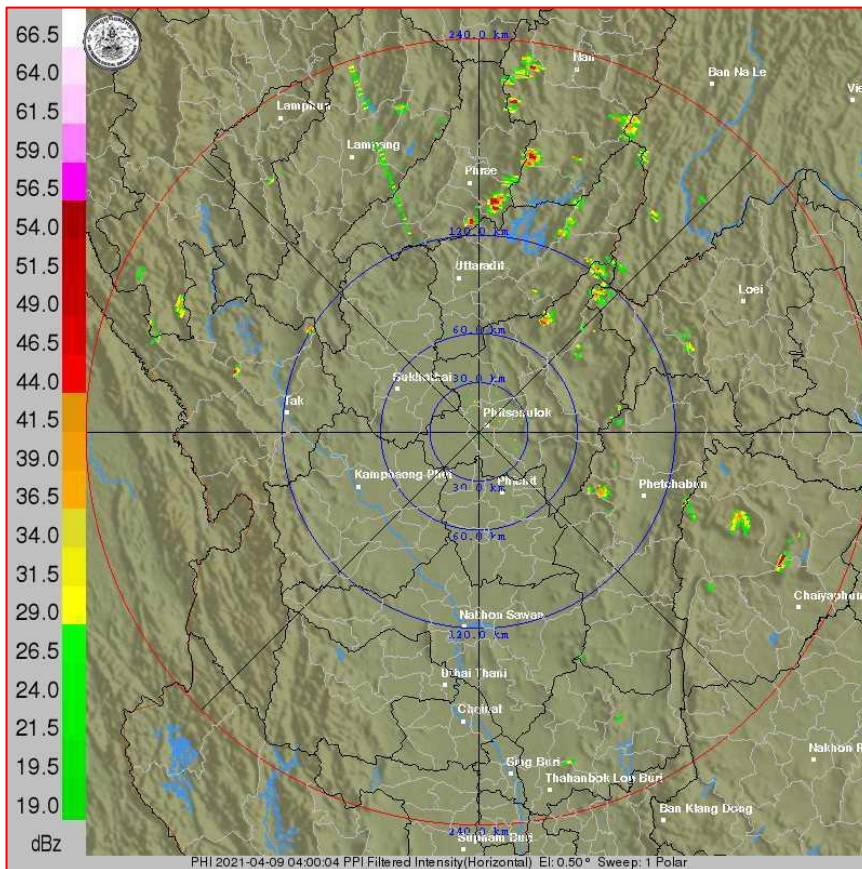 66.5
64.0
61.5
59.0
56.5
54.0
51.5
49.0
46.5
44.0
41.5
39.0
36.5
34.0
31.5
29.0
26.5
24.0
21.5
19.5
19.0
dBz
240.0 km
Nan
Ban Na Le
Vie
Lamphun
Lampang
Phrae
120.0 km
Uttaradit
Loei
60.0 km
30.0 km
Sukhothai
Tak
Phitsanulok
Kamphaeng Phet
30.0 km
Phichit
Phetchabun
60.0 km
Chaiyaphum
Nakhon Sawan
120.0 km
Uthai Thani
Chainat
Sing Buri
Nakhon R
Thahanbok Lop Buri
Ban Klang Dong
240.0 km
Suphan Buri
PHI 2021-04-09 04:00:04 PPI Filtered Intensity(Horizontal) El: 0.50° Sweep: 1 Polar